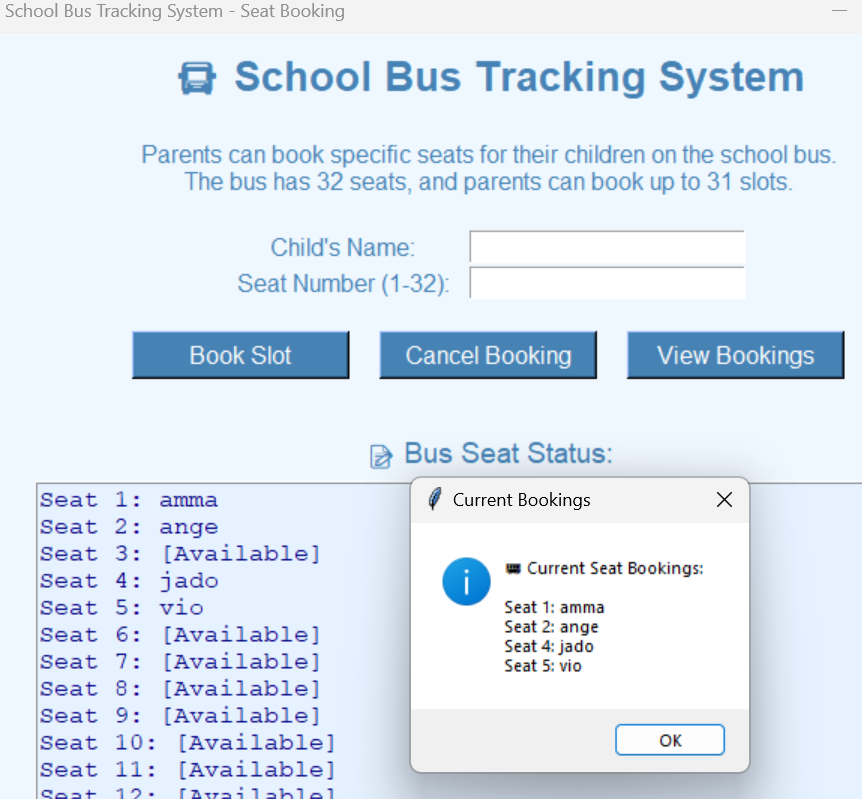 School Bus Tracking System - Seat Booking
School Bus Tracking System
Parents can book specific seats for their children on the school bus.
The bus has 32 seats, and parents can book up to 31 slots.
Child's Name:
Seat Number (1-32):
Book Slot
Cancel Booking
View Bookings
Bus Seat Status:
Seat 1: amma
Seat 2: ange
Seat 3: [Available]
Seat 4: jado
Seat 5: vio
Seat 6: [Available]
Seat 7: [Available]
Seat 8: [Available]
Seat 9: [Available]
Seat 10: [Available]
Seat 11: [Available]
Seat 12: [Available]
Current Bookings
Current Seat Bookings:
Seat 1: amma
Seat 2: ange
Seat 4: jado
Seat 5: vio
OK